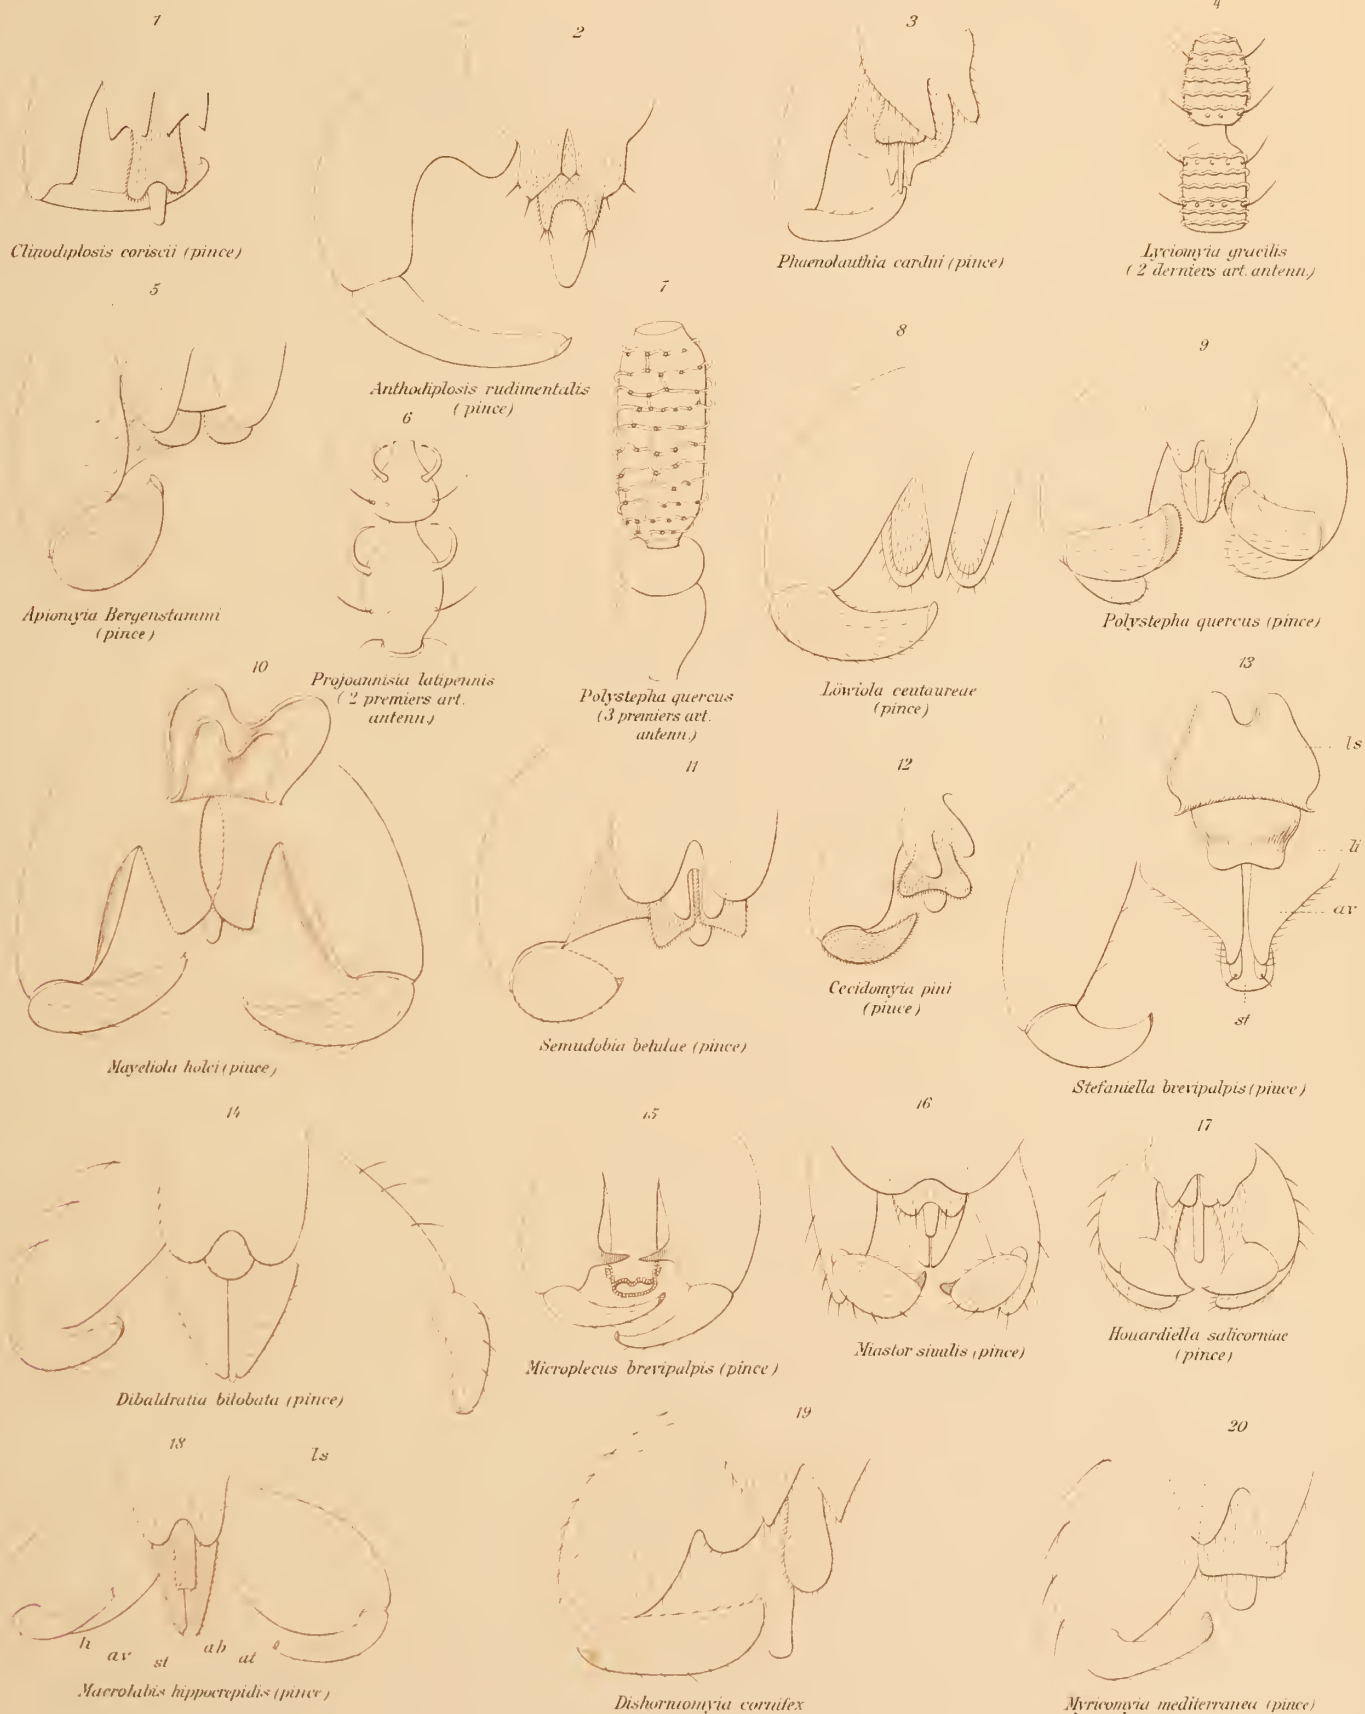 1
2
3
4
Clinodiplosis coriscii (pince)
Phaenolauthia cardui (pince)
Lyciomyia gracilis
(2 derniers art. antenn.)
5
7
8
9
Anthodiplosis rudimentalis
(pince)
6
Apiomyia Bergenstammi
(pince)
Polystepha quercus (pince)
Projoannisia latipennis
(2 premiers art.
antenn.)
Polystepha quercus
(3 premiers art.
antenn.)
Löwiola centaureae
(pince)
10
13
ls
li
av
st
11
12
Cecidomyia pini
(pince)
Mayetiola holci (pince)
Semudobia betulae (pince)
Stefaniella brevipalpis (pince)
14
15
16
17
Dibaldratia bilobata (pince)
Microplecus brevipalpis (pince)
Miastor similis (pince)
Houardiella salicorniae
(pince)
18
ls
19
20
h av st ab at
Macrolabis hippocrepidis (pince)
Dishormomyia cornifex
Myricomyia mediterranea (pince)